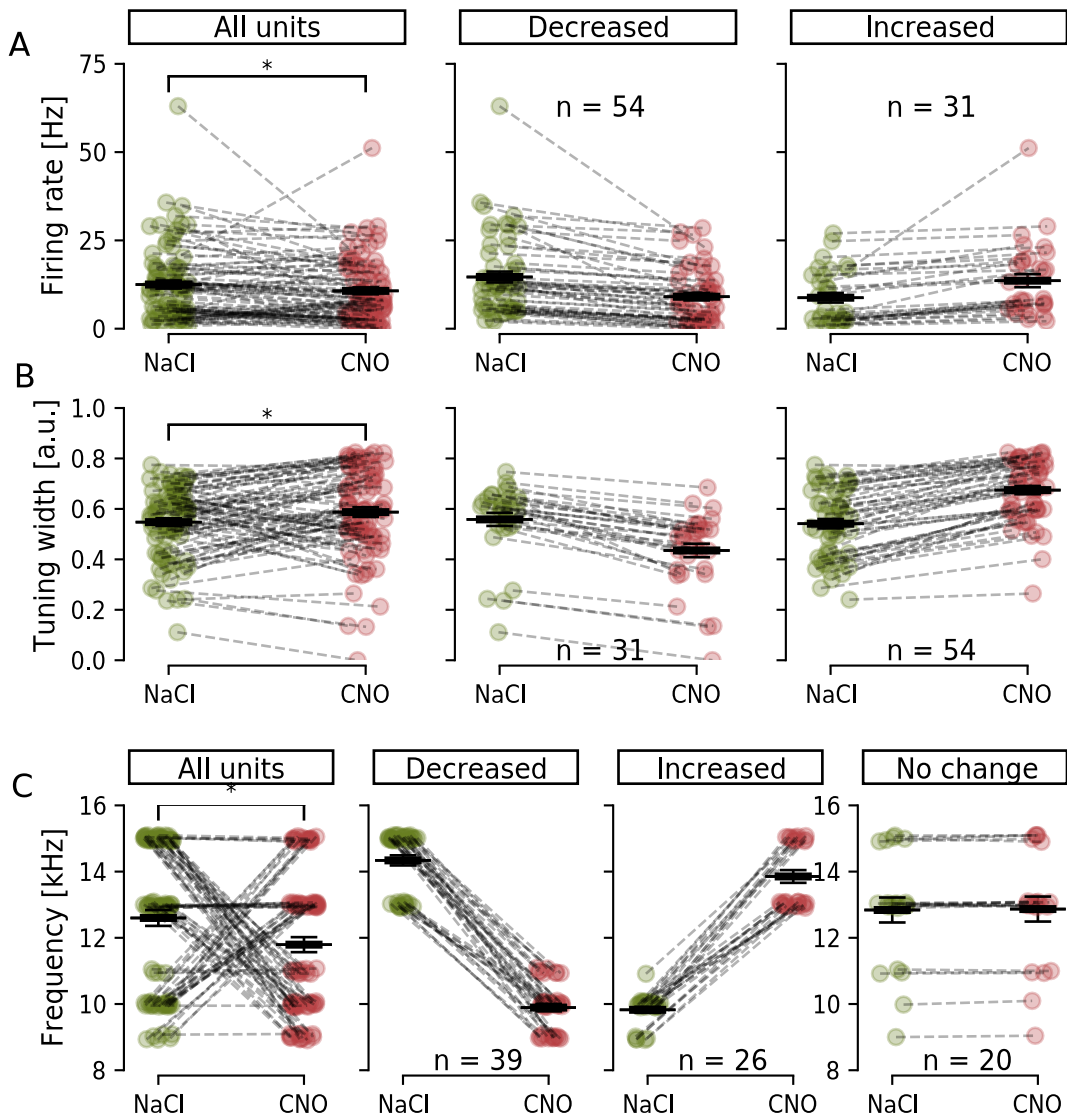 A
All units
Decreased
Increased
Firing rate [Hz]
75
50
25
0
*
n = 54
n = 31
NaCl
CNO
NaCl
CNO
NaCl
CNO
B
Tuning width [a.u.]
1.0
0.8
0.6
0.4
0.2
0.0
*
n = 31
n = 54
NaCl
CNO
NaCl
CNO
NaCl
CNO
C
All units
Decreased
Increased
No change
Frequency [kHz]
16
14
12
10
8
*
n = 39
n = 26
16
14
12
10
8
n = 20
NaCl
CNO
NaCl
CNO
NaCl
CNO
NaCl
CNO